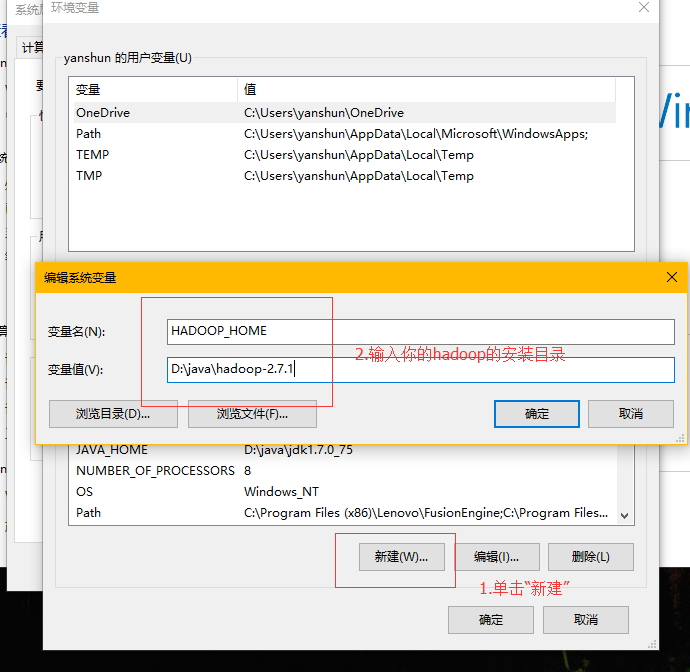 系统
环境变量
计算
yanshun 的用户变量(U)
变量 值
OneDrive C:\Users\yanshun\OneDrive
Path C:\Users\yanshun\AppData\Local\Microsoft\WindowsApps;
TEMP C:\Users\yanshun\AppData\Local\Temp
TMP C:\Users\yanshun\AppData\Local\Temp
编辑系统变量
变量名(N): HADOOP_HOME
2.输入你的hadoop的安装目录
变量值(V): D:\java\hadoop-2.7.1
浏览目录(D)... 浏览文件(F)... 确定 取消
JAVA_HOME D:\java\jdk1.7.0_75
NUMBER_OF_PROCESSORS 8
OS Windows_NT
Path C:\Program Files (x86)\Lenovo\FusionEngine;C:\Program Files...
新建(W)... 编辑(I)... 删除(L)
1.单击“新建”
确定 取消